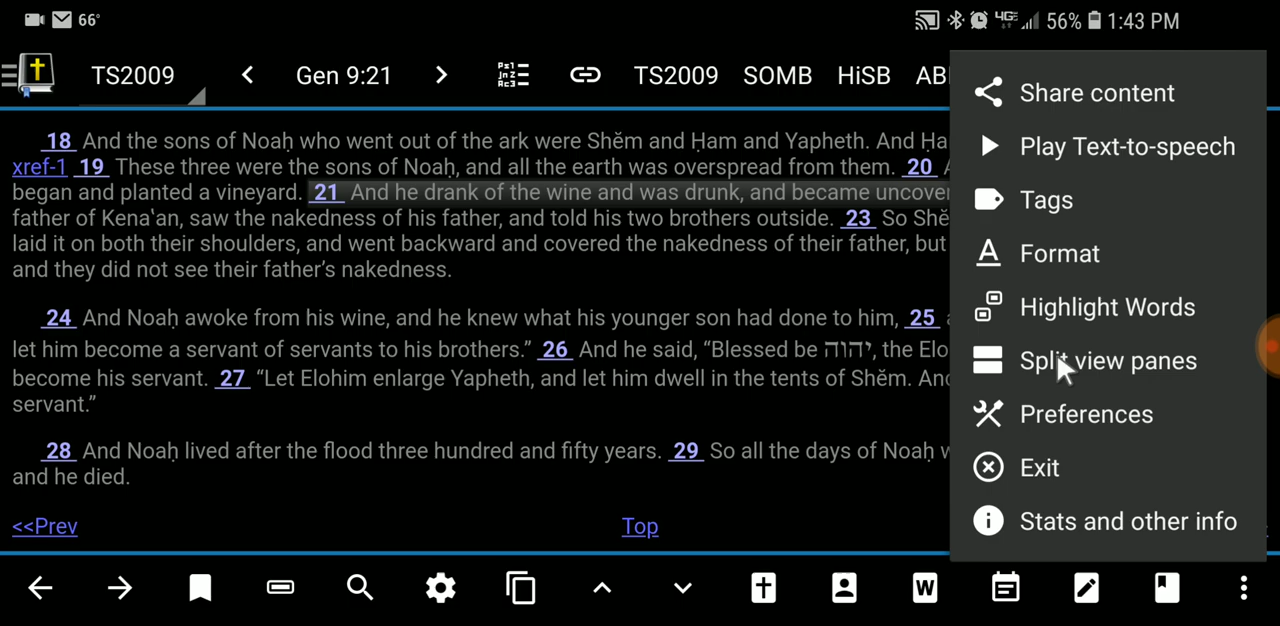 66°
4GE 56% 1:43 PM
TS2009 Gen 9:21 Ps1 Jn2 Ac3 TS2009 SOMB HiSB AB
18 And the sons of Noaḥ who went out of the ark were Shĕm and Ḥam and Yapheth. And Ḥa
xref-1 19 These three were the sons of Noaḥ, and all the earth was overspread from them. 20
began and planted a vineyard. 21 And he drank of the wine and was drunk, and became uncover
father of Kenaʽan, saw the nakedness of his father, and told his two brothers outside. 23 So Shĕ
laid it on both their shoulders, and went backward and covered the nakedness of their father, but
and they did not see their father’s nakedness.
24 And Noaḥ awoke from his wine, and he knew what his younger son had done to him, 25
let him become a servant of servants to his brothers.” 26 And he said, “Blessed be יהוה, the Elo
become his servant. 27 “Let Elohim enlarge Yapheth, and let him dwell in the tents of Shĕm. And
servant.”
28 And Noaḥ lived after the flood three hundred and fifty years. 29 So all the days of Noaḥ w
and he died.
<<Prev Top
Share content
Play Text-to-speech
Tags
Format
Highlight Words
Split view panes
Preferences
Exit
Stats and other info
W